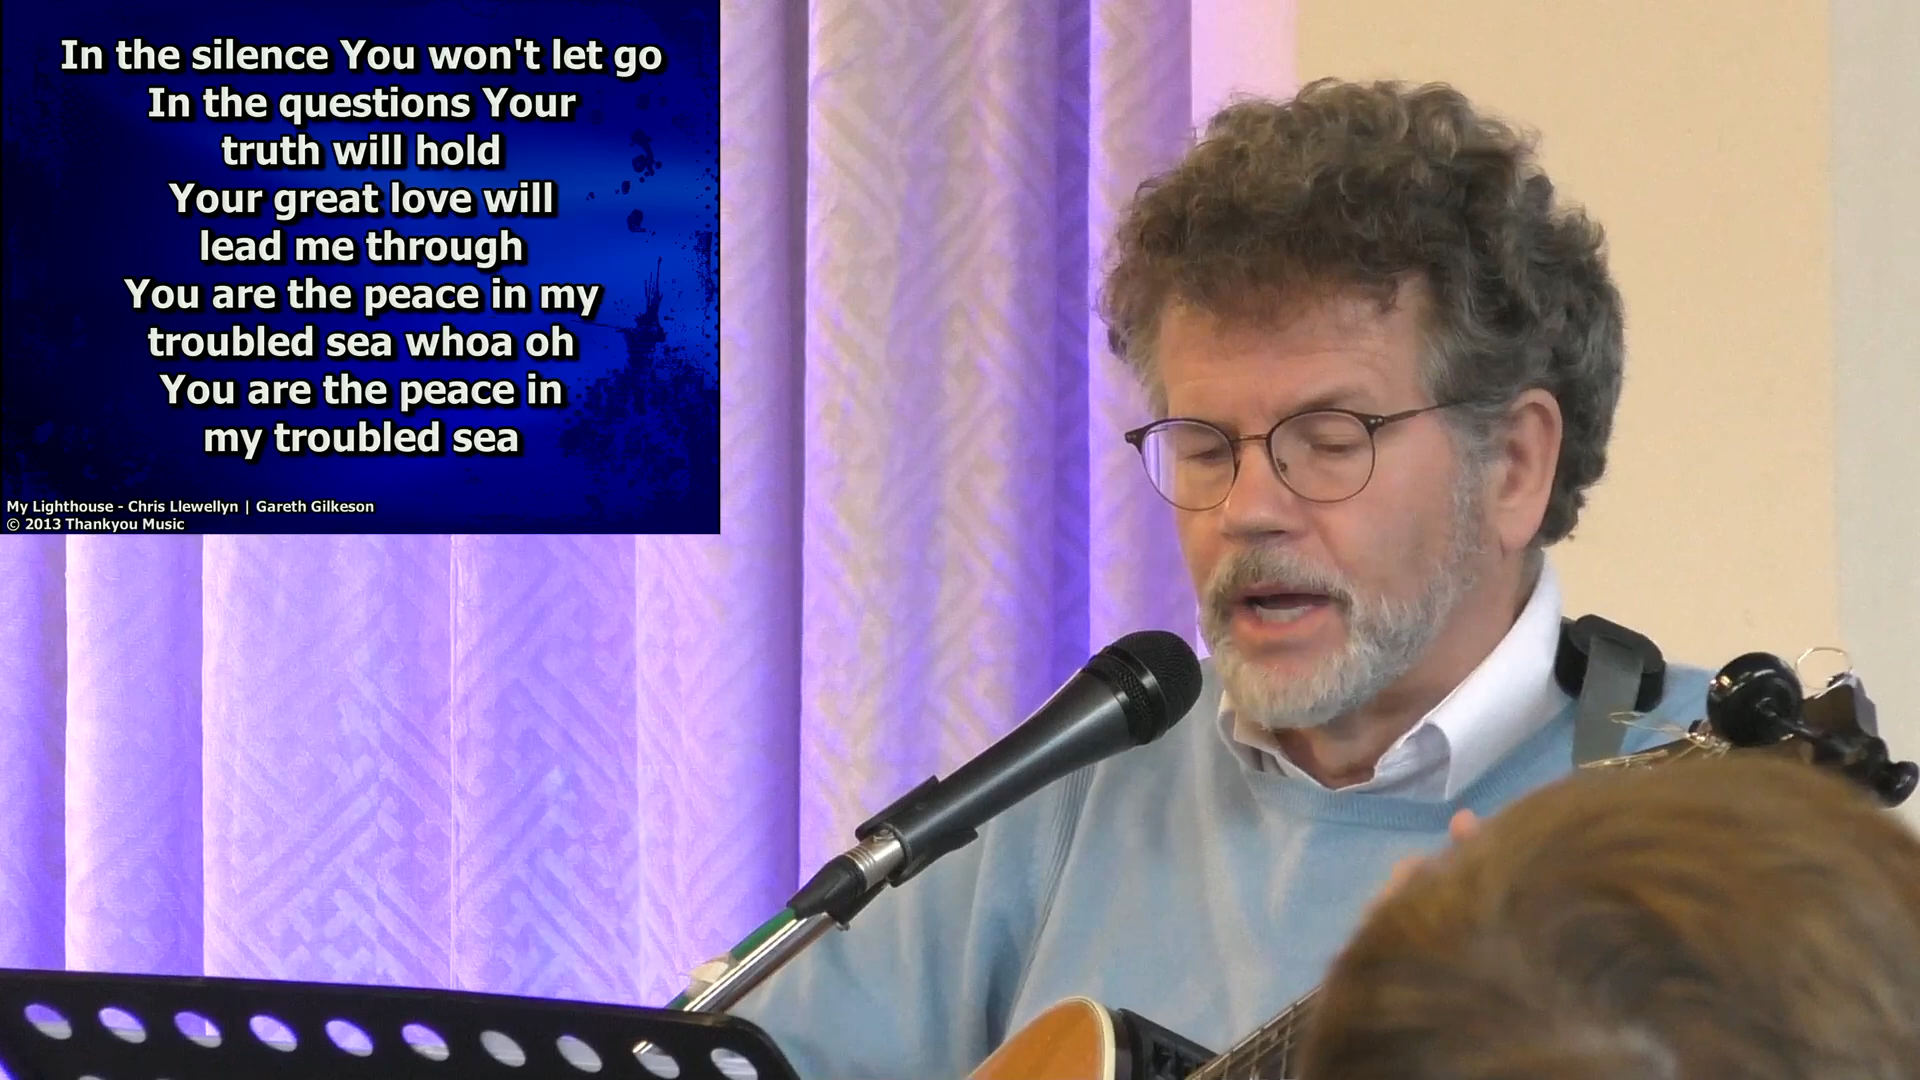 In the silence You won't let go
In the questions Your
truth will hold
Your great love will
lead me through
You are the peace in my
troubled sea whoa oh
You are the peace in
my troubled sea
My Lighthouse - Chris Llewellyn | Gareth Gilkeson
© 2013 Thankyou Music